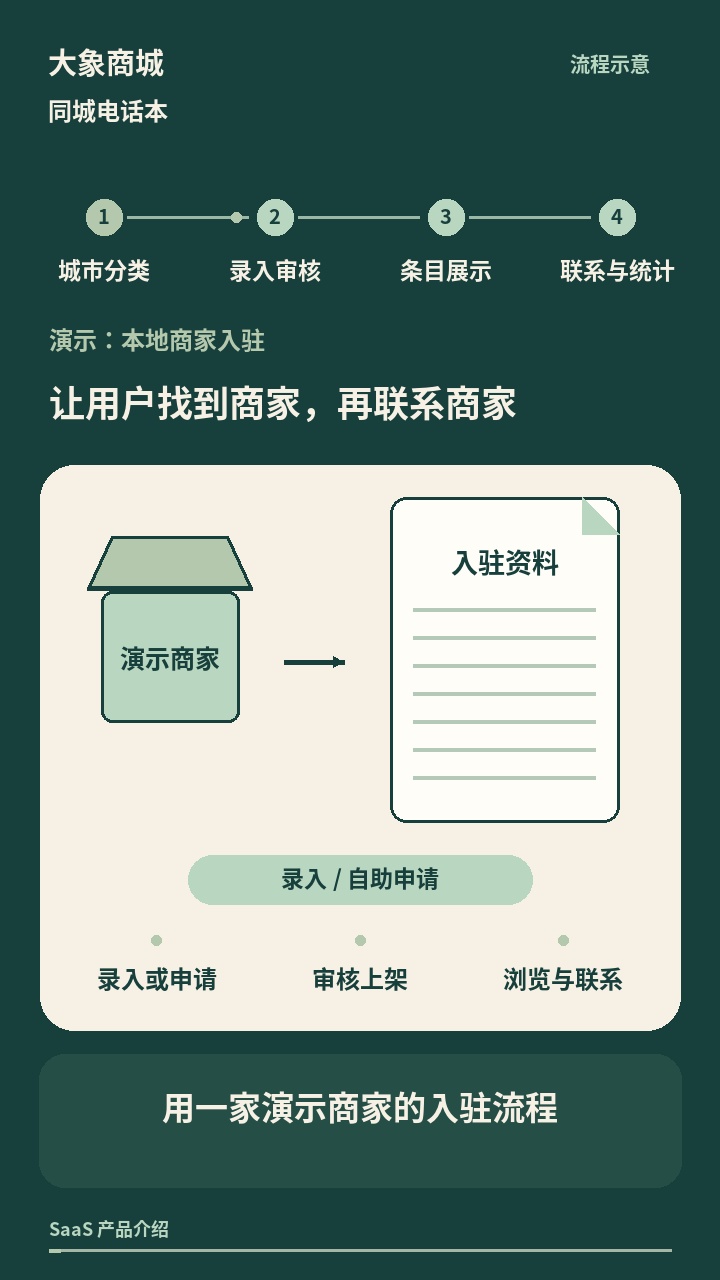 大象商城
流程示意
同城电话本
1
2
3
4
城市分类
录入审核
条目展示
联系与统计
演示：本地商家入驻
让用户找到商家，再联系商家
入驻资料
演示商家
录入 / 自助申请
录入或申请
审核上架
浏览与联系
用一家演示商家的入驻流程
SaaS 产品介绍